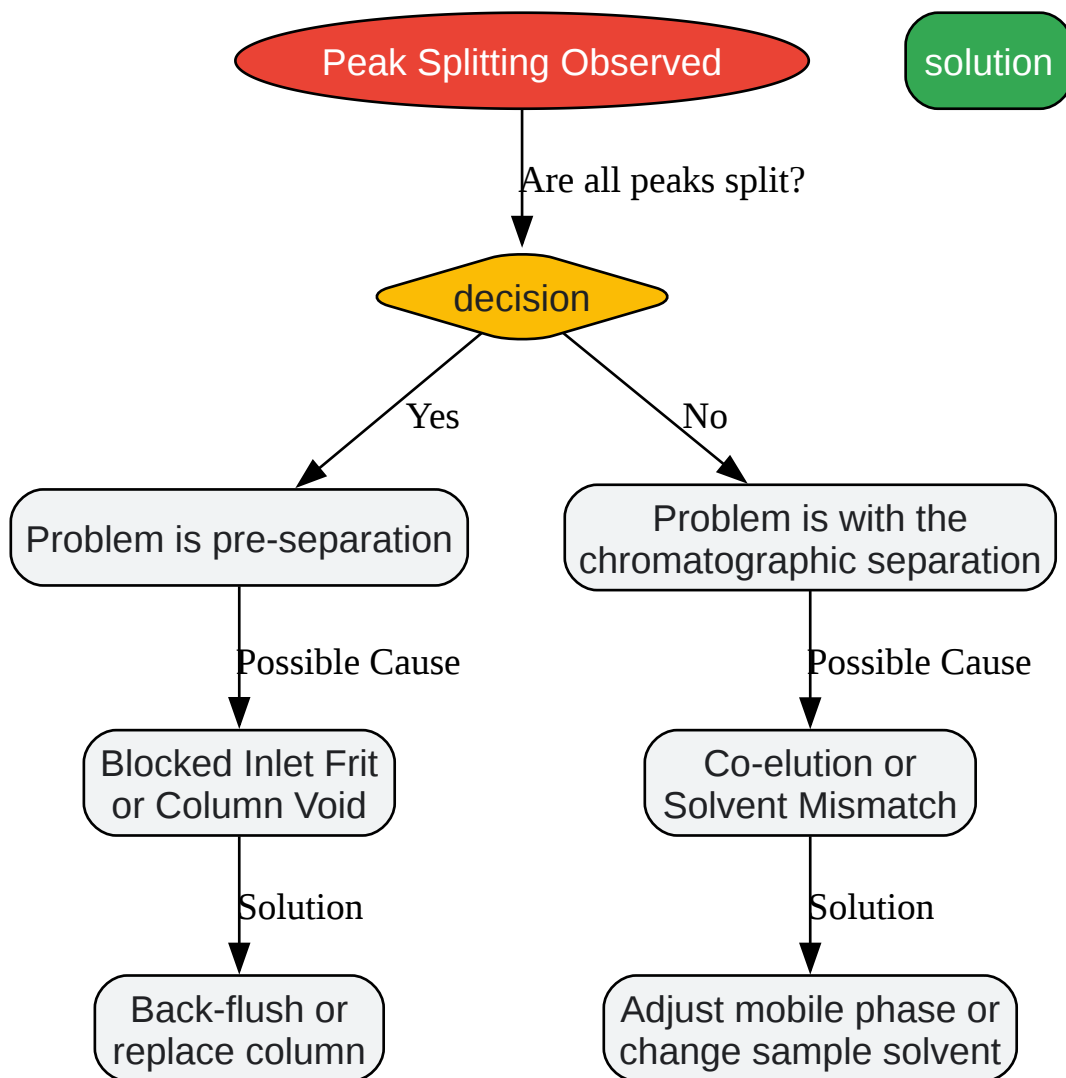 Peak Splitting Observed
solution
Are all peaks split?
decision
Yes
No
Problem is pre-separation
Problem is with the
chromatographic separation
Possible Cause
Possible Cause
Blocked Inlet Frit
or Column Void
Co-elution or
Solvent Mismatch
Solution
Solution
Back-flush or
replace column
Adjust mobile phase or
change sample solvent